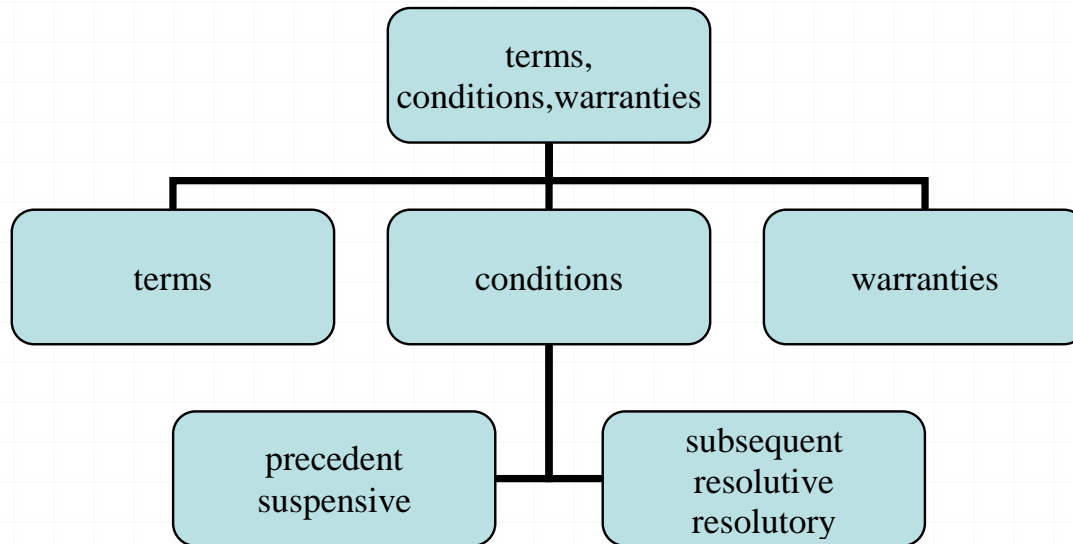 terms,
conditions,warranties
terms
conditions
warranties
precedent
suspensive
subsequent
resolutive
resolutory